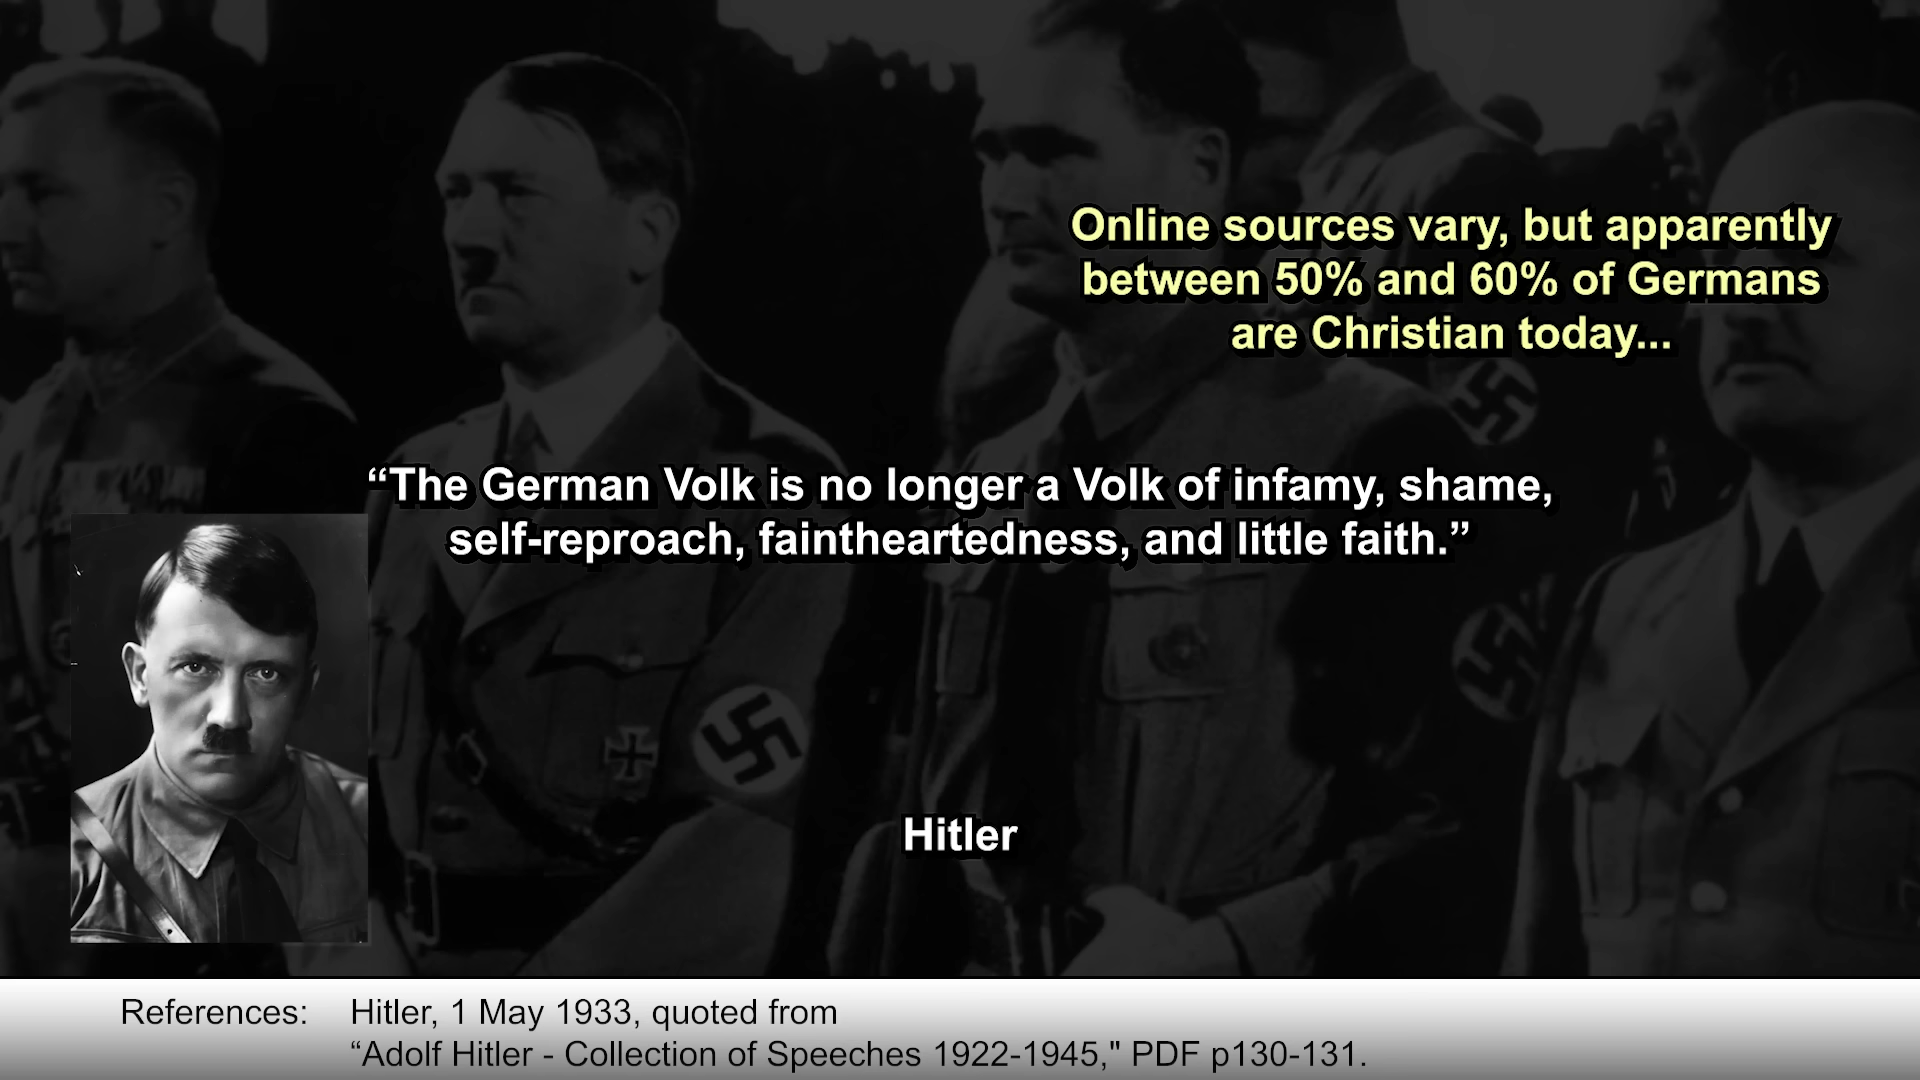 Online sources vary, but apparently
between 50% and 60% of Germans
are Christian today...
“The German Volk is no longer a Volk of infamy, shame,
self-reproach, faintheartedness, and little faith.”
Hitler
References: Hitler, 1 May 1933, quoted from
“Adolf Hitler - Collection of Speeches 1922-1945," PDF p130-131.